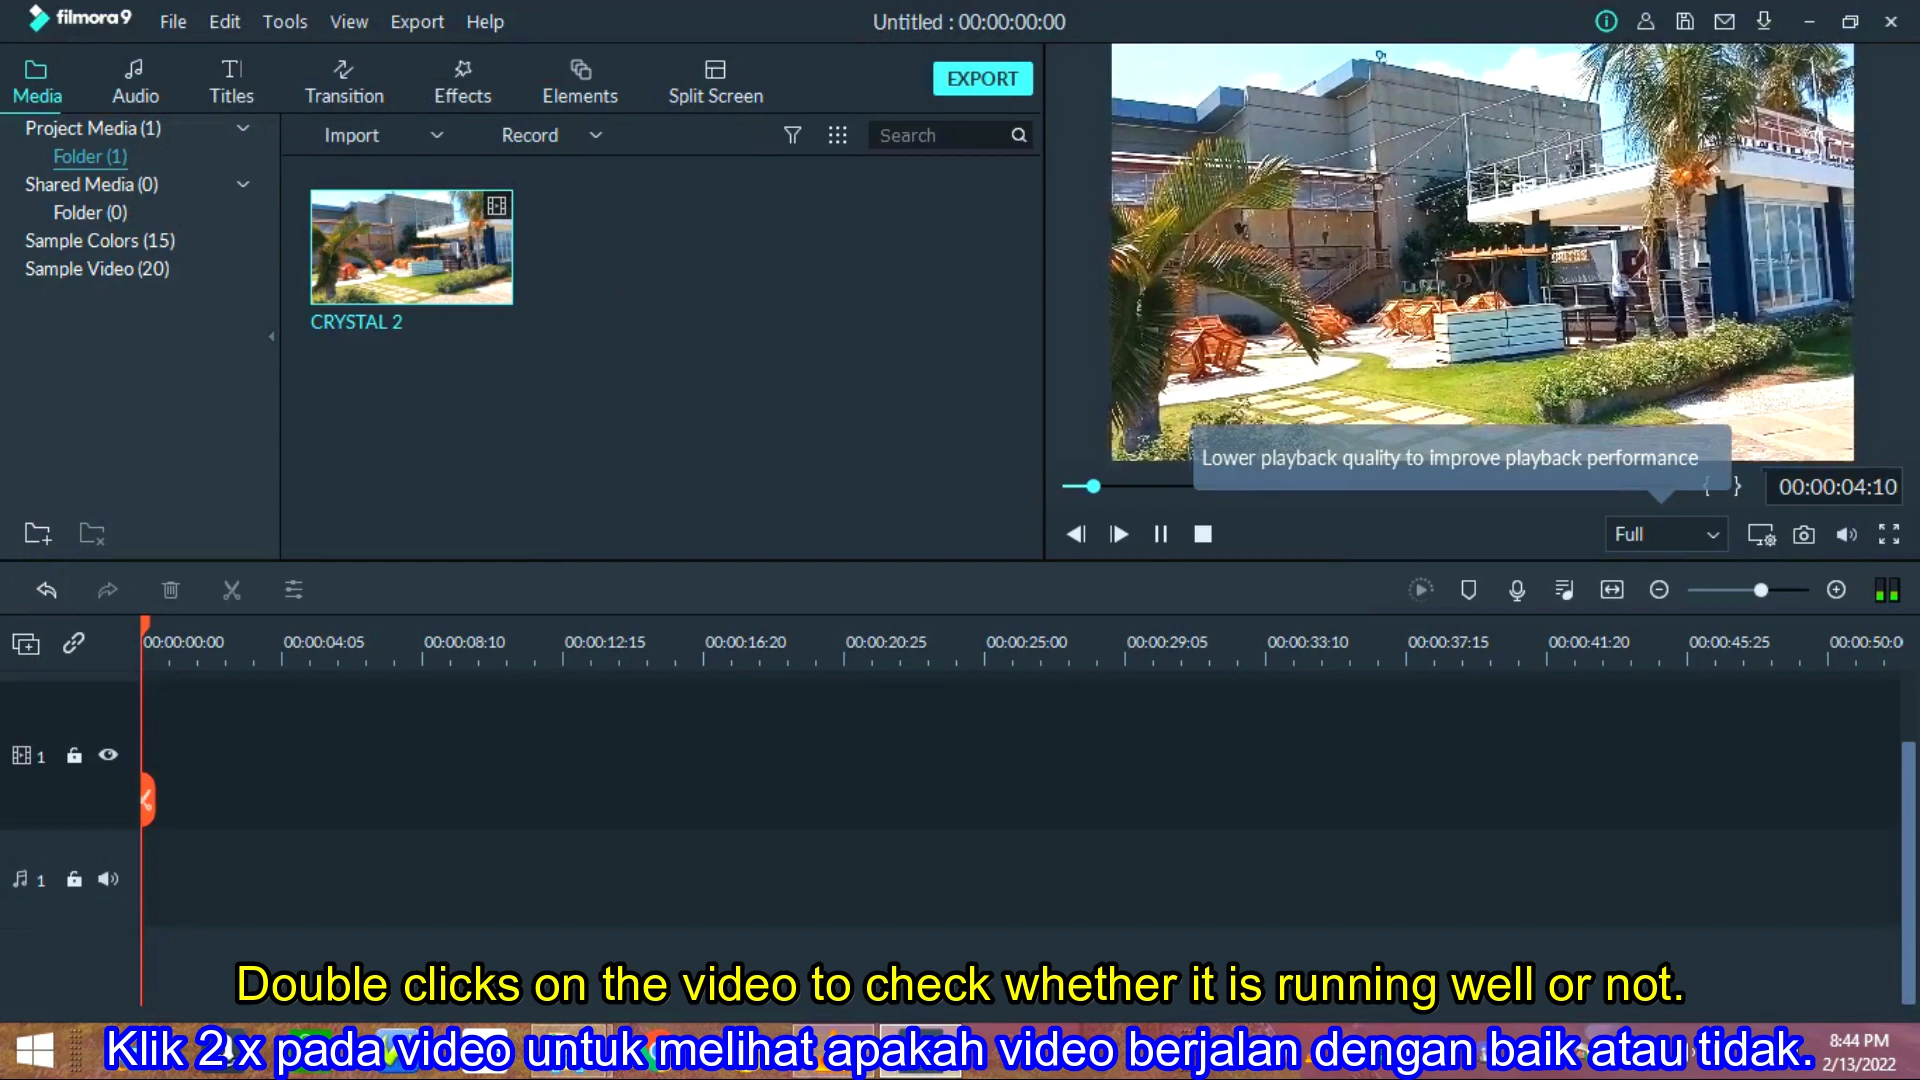 filmora9 File Edit Tools View Export Help Untitled : 00:00:00:00
Media Audio Titles Transition Effects Elements Split Screen EXPORT
Project Media (1)
Folder (1)
Shared Media (0)
Folder (0)
Sample Colors (15)
Sample Video (20)
Import Record Search
CRYSTAL 2
Lower playback quality to improve playback performance
{ } 00:00:04:10
Full
00:00:00:00 00:00:04:05 00:00:08:10 00:00:12:15 00:00:16:20 00:00:20:25 00:00:25:00 00:00:29:05 00:00:33:10 00:00:37:15 00:00:41:20 00:00:45:25 00:00:50:0
1
1
Double clicks on the video to check whether it is running well or not.
Klik 2 x pada video untuk melihat apakah video berjalan dengan baik atau tidak.
8:44 PM
2/13/2022